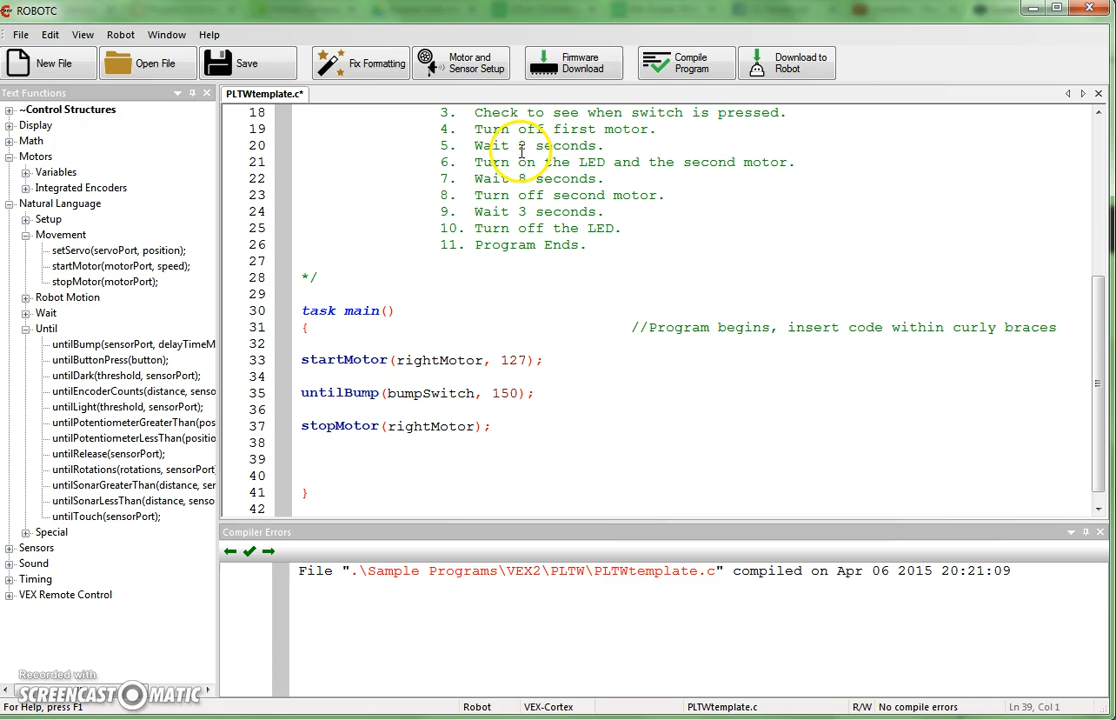 ROBOTC
File Edit View Robot Window Help
New File Open File Save Fix Formatting Motor and Sensor Setup Firmware Download Compile Program Download to Robot
Text Functions
PLTWtemplate.c*
~Control Structures
Display
Math
Motors
Variables
Integrated Encoders
Natural Language
Setup
Movement
setServo(servoPort, position);
startMotor(motorPort, speed);
stopMotor(motorPort);
Robot Motion
Wait
Until
untilBump(sensorPort, delayTimeM
untilButtonPress(button);
untilDark(threshold, sensorPort);
untilEncoderCounts(distance, senso
untilLight(threshold, sensorPort);
untilPotentiometerGreaterThan(pos
untilPotentiometerLessThan(positio
untilRelease(sensorPort);
untilRotations(rotations, sensorPort
untilSonarGreaterThan(distance, ser
untilSonarLessThan(distance, senso
untilTouch(sensorPort);
Special
Sensors
Sound
Timing
VEX Remote Control
18 3. Check to see when switch is pressed.
19 4. Turn off first motor.
20 5. Wait 2 seconds.
21 6. Turn on the LED and the second motor.
22 7. Wait 8 seconds.
23 8. Turn off second motor.
24 9. Wait 3 seconds.
25 10. Turn off the LED.
26 11. Program Ends.
27
28 */
29
30 task main()
31 { //Program begins, insert code within curly braces
32
33 startMotor(rightMotor, 127);
34
35 untilBump(bumpSwitch, 150);
36
37 stopMotor(rightMotor);
38
39
40
41 }
42
Compiler Errors
File ".\Sample Programs\VEX2\PLTW\PLTWtemplate.c" compiled on Apr 06 2015 20:21:09
Recorded with
SCREENCAST MATIC
For Help, press F1 Robot VEX-Cortex PLTWtemplate.c R/W No compile errors Ln 39, Col 1